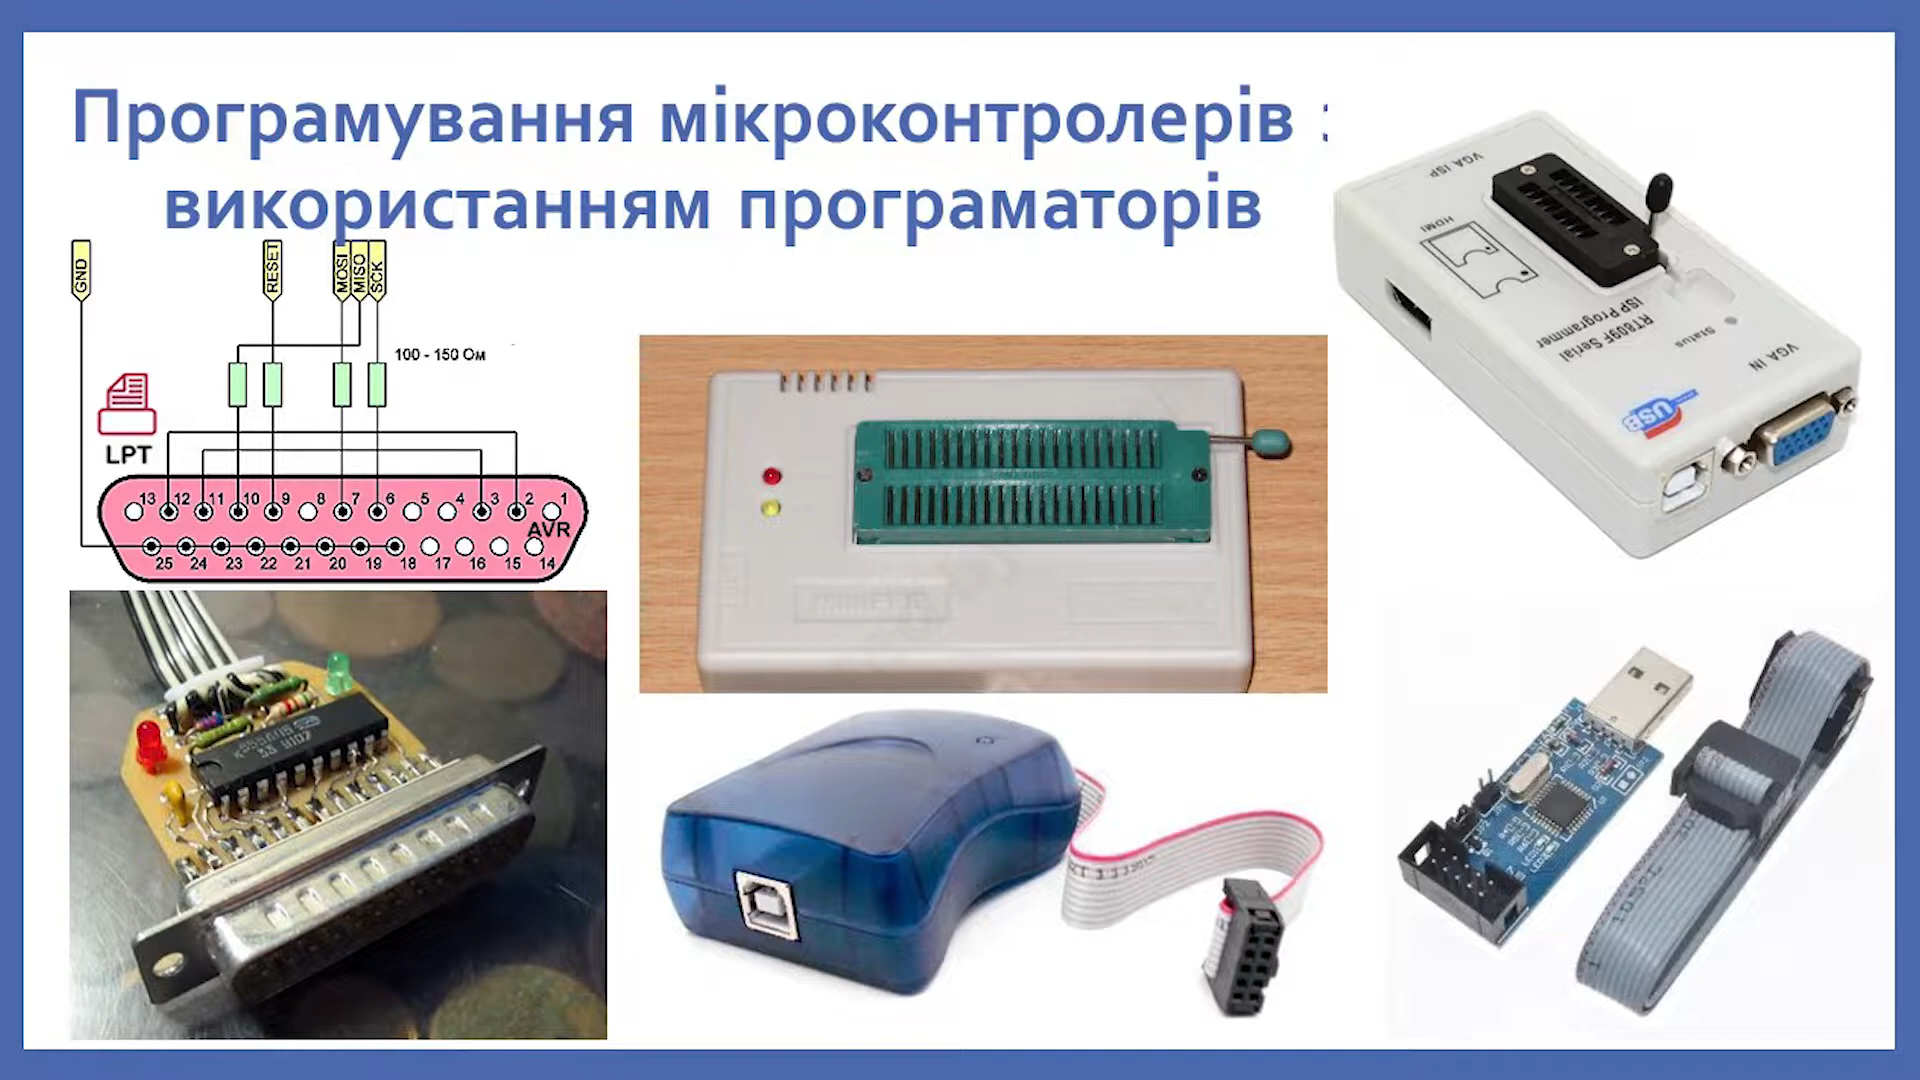 Програмування мікроконтролерів з
використанням програматорів
GND
RESET
MOSI
MISO
SCK
100 - 150 Ом
LPT
13 12 11 10 9 8 7 6 5 4 3 2 1
AVR
25 24 23 22 21 20 19 18 17 16 15 14
VGA ISP
HDMI
RT809F Serial
ISP Programmer
Status
VGA IN
USB